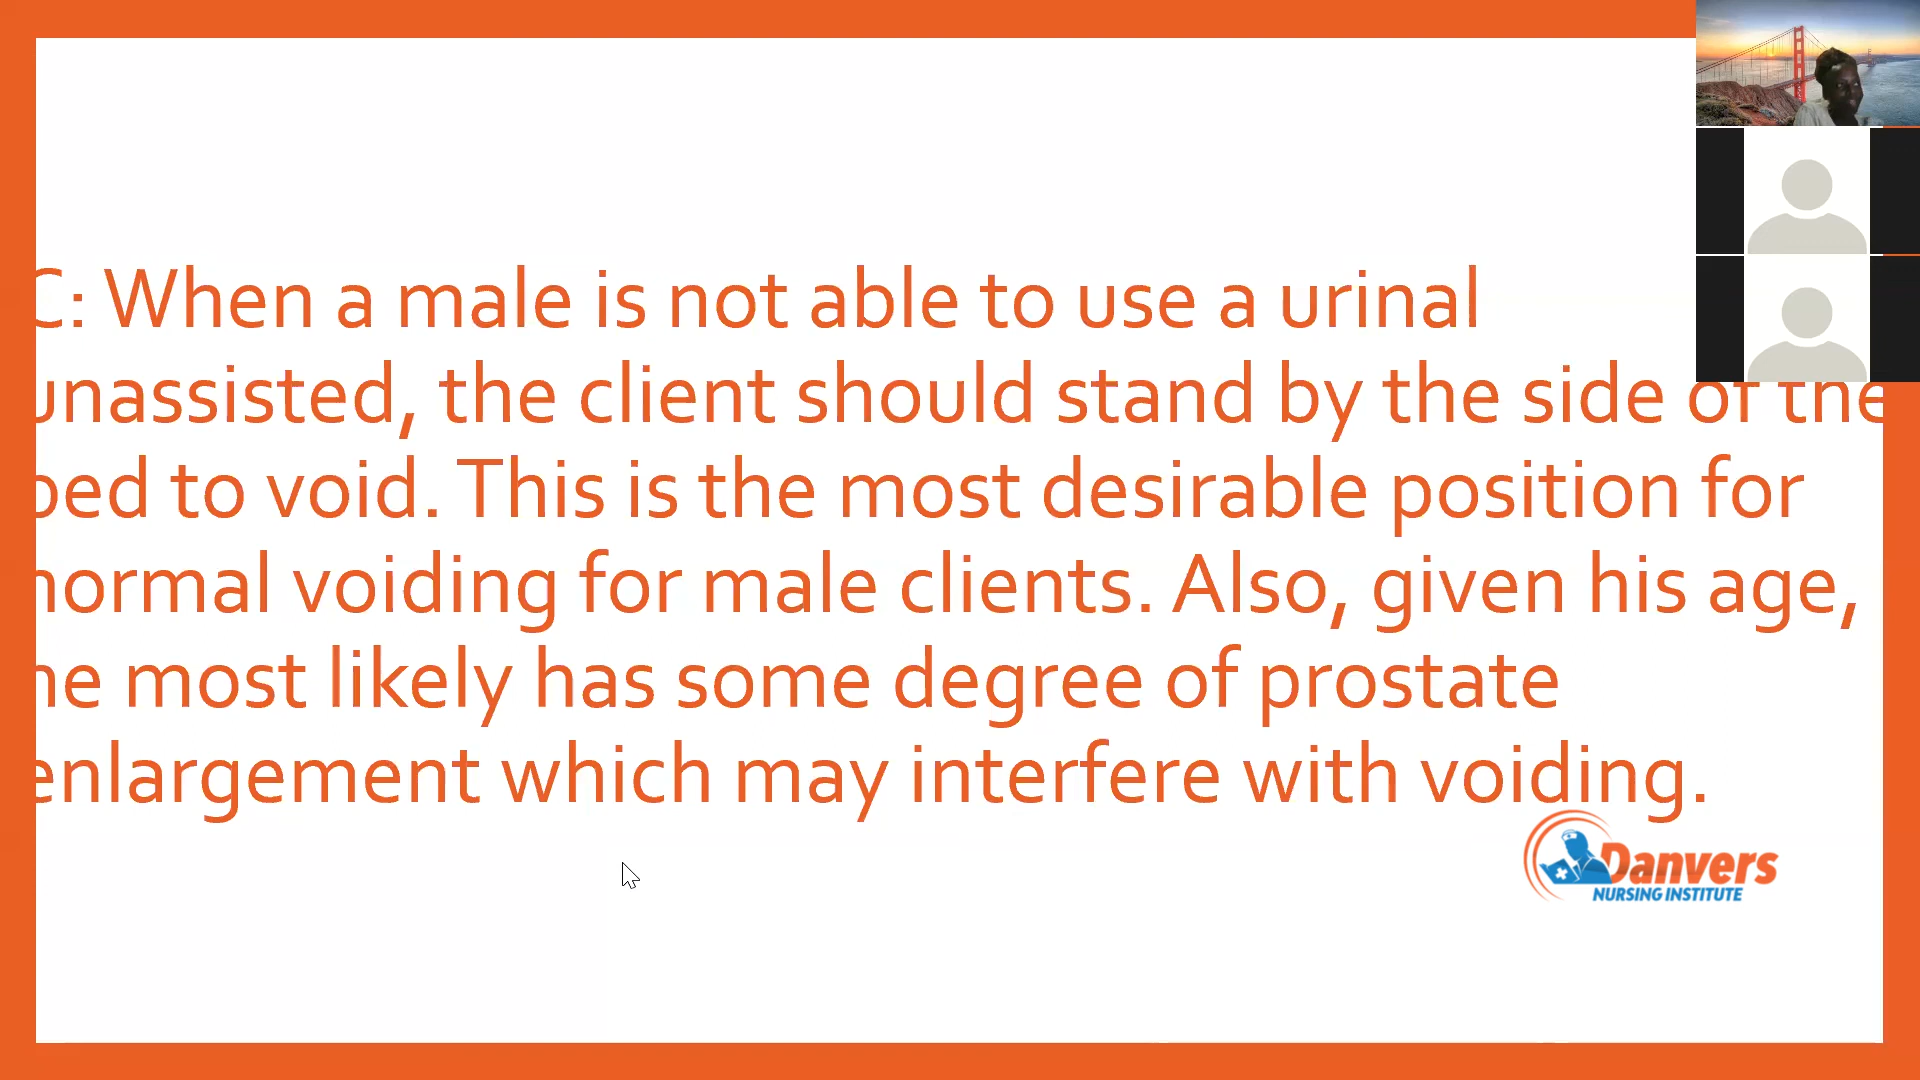 C: When a male is not able to use a urinal
unassisted, the client should stand by the side of the
bed to void. This is the most desirable position for
normal voiding for male clients. Also, given his age,
he most likely has some degree of prostate
enlargement which may interfere with voiding.
Danvers
NURSING INSTITUTE